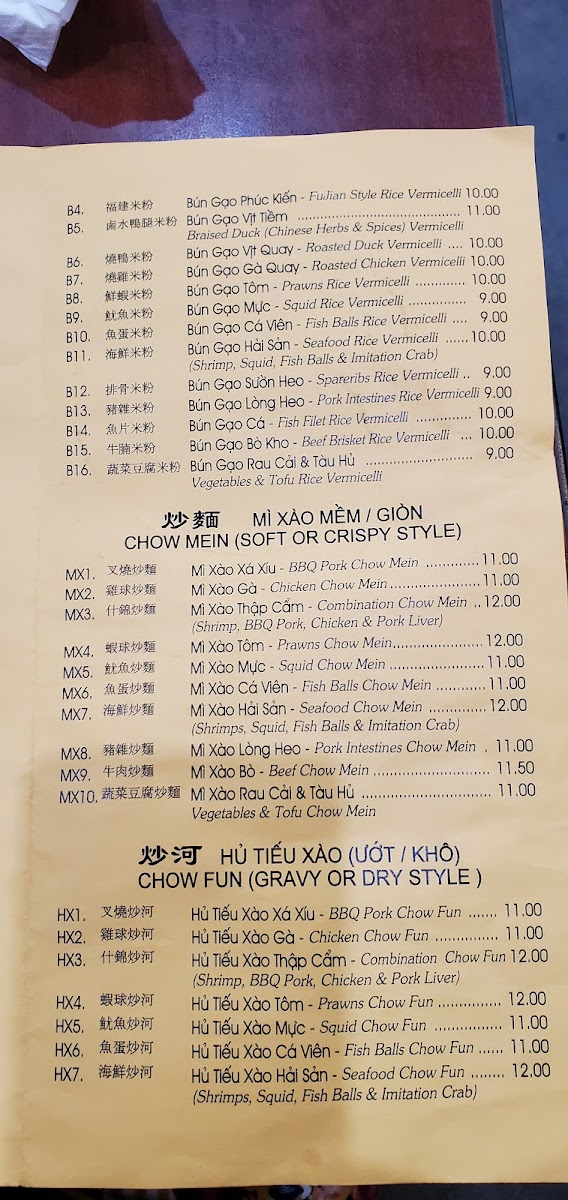 B4. 福建米粉 Bún Gạo Phúc Kiến - FuJian Style Rice Vermicelli 10.00
B5. 鹵水鴨腿米粉 Bún Gạo Vịt Tiềm ............................................ 11.00
Braised Duck (Chinese Herbs & Spices) Vermicelli
B6. 燒鴨米粉 Bún Gạo Vịt Quay - Roasted Duck Vermicelli .... 10.00
B7. 燒雞米粉 Bún Gạo Gà Quay - Roasted Chicken Vermicelli 10.00
B8. 鮮蝦米粉 Bún Gạo Tôm - Prawns Rice Vermicelli ............. 10.00
B9. 魷魚米粉 Bún Gạo Mực - Squid Rice Vermicelli ............... 9.00
B10. 魚蛋米粉 Bún Gạo Cá Viên - Fish Balls Rice Vermicelli .... 9.00
B11. 海鮮米粉 Bún Gạo Hải Sản - Seafood Rice Vermicelli ......10.00
(Shrimp, Squid, Fish Balls & Imitation Crab)
B12. 排骨米粉 Bún Gạo Sườn Heo - Spareribs Rice Vermicelli .. 9.00
B13. 豬雜米粉 Bún Gạo Lòng Heo - Pork Intestines Rice Vermicelli 9.00
B14. 魚片米粉 Bún Gạo Cá - Fish Filet Rice Vermicelli .............. 10.00
B15. 牛腩米粉 Bún Gạo Bò Kho - Beef Brisket Rice Vermicelli ... 10.00
B16. 蔬菜豆腐米粉 Bún Gạo Rau Cải & Tàu Hủ ............................ 9.00
Vegetables & Tofu Rice Vermicelli
炒麵 MÌ XÀO MỀM / GIÒN
CHOW MEIN (SOFT OR CRISPY STYLE)
MX1. 叉燒炒麵 Mì Xào Xá Xíu - BBQ Pork Chow Mein .............11.00
MX2. 雞球炒麵 Mì Xào Gà - Chicken Chow Mein......................11.00
MX3. 什錦炒麵 Mì Xào Thập Cẩm - Combination Chow Mein ..12.00
(Shrimp, BBQ Pork, Chicken & Pork Liver)
MX4. 蝦球炒麵 Mì Xào Tôm - Prawns Chow Mein......................12.00
MX5. 魷魚炒麵 Mì Xào Mực - Squid Chow Mein .......................11.00
MX6. 魚蛋炒麵 Mì Xào Cá Viên - Fish Balls Chow Mein ............11.00
MX7. 海鮮炒麵 Mì Xào Hải Sản - Seafood Chow Mein ..............12.00
(Shrimps, Squid, Fish Balls & Imitation Crab)
MX8. 豬雜炒麵 Mì Xào Lòng Heo - Pork Intestines Chow Mein . 11.00
MX9. 牛肉炒麵 Mì Xào Bò - Beef Chow Mein ........................... 11.50
MX10. 蔬菜豆腐炒麵 Mì Xào Rau Cải & Tàu Hủ .............................. 11.00
Vegetables & Tofu Chow Mein
炒河 HỦ TIẾU XÀO (ƯỚT / KHÔ)
CHOW FUN (GRAVY OR DRY STYLE )
HX1. 叉燒炒河 Hủ Tiếu Xào Xá Xíu - BBQ Pork Chow Fun ....... 11.00
HX2. 雞球炒河 Hủ Tiếu Xào Gà - Chicken Chow Fun ................ 11.00
HX3. 什錦炒河 Hủ Tiếu Xào Thập Cẩm - Combination Chow Fun 12.00
(Shrimp, BBQ Pork, Chicken & Pork Liver)
HX4. 蝦球炒河 Hủ Tiếu Xào Tôm - Prawns Chow Fun ............... 12.00
HX5. 魷魚炒河 Hủ Tiếu Xào Mực - Squid Chow Fun ................. 11.00
HX6. 魚蛋炒河 Hủ Tiếu Xào Cá Viên - Fish Balls Chow Fun ...... 11.00
HX7. 海鮮炒河 Hủ Tiếu Xào Hải Sản - Seafood Chow Fun ........ 12.00
(Shrimps, Squid, Fish Balls & Imitation Crab)